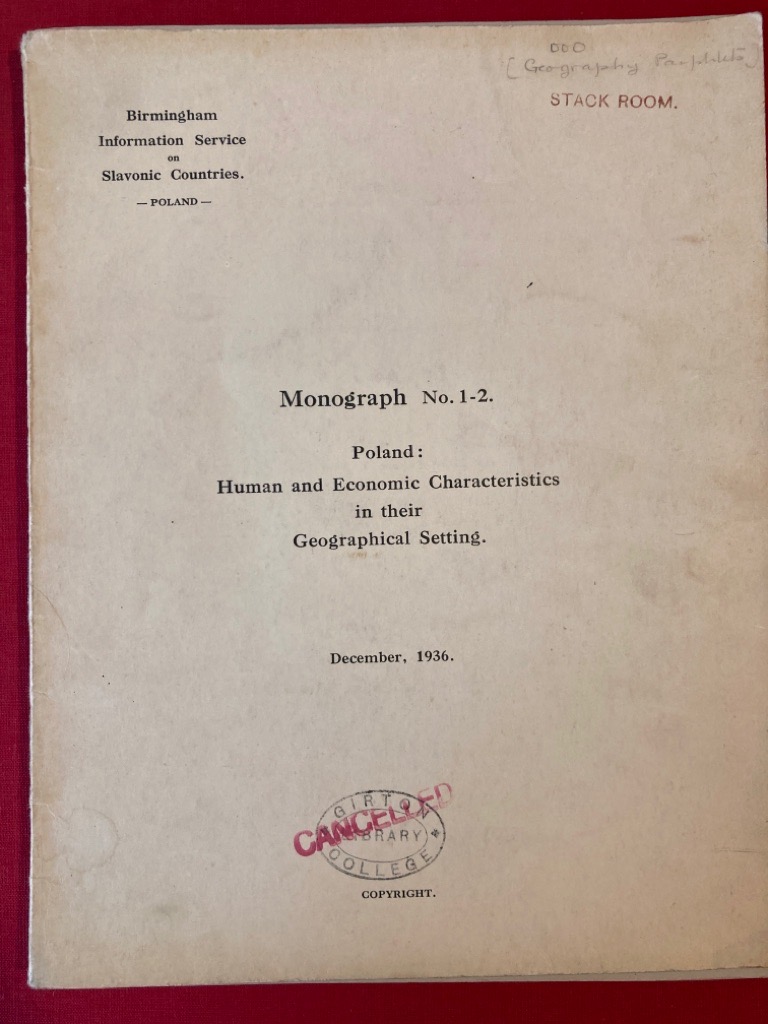 000
[Geography Pamphlets]
STACK ROOM.
Birmingham
Information Service
on
Slavonic Countries.
— POLAND —
Monograph No. 1-2.
Poland:
Human and Economic Characteristics
in their
Geographical Setting.
December, 1936.
GIRTON
LIBRARY
COLLEGE
CANCELLED
COPYRIGHT.